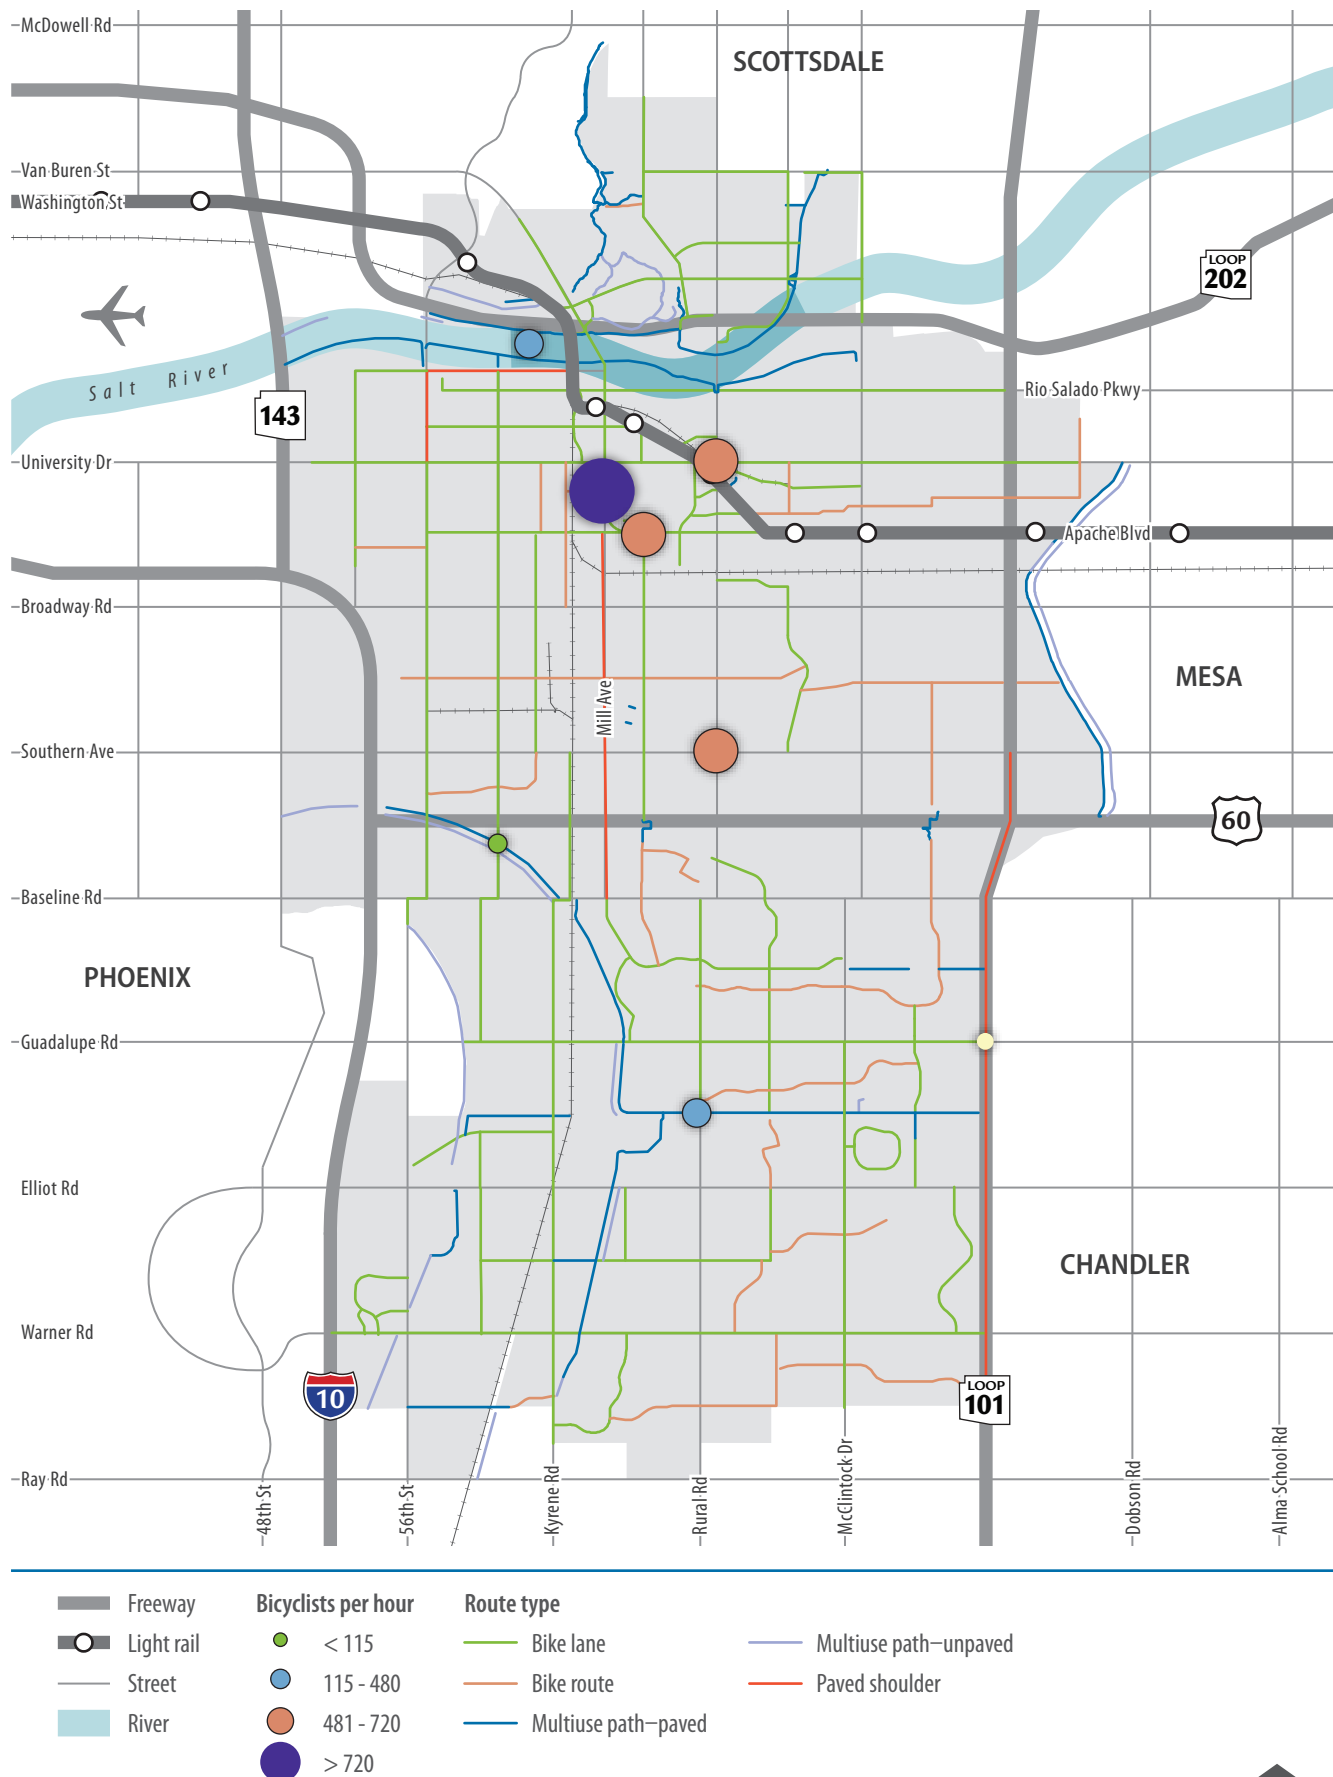 McDowell Rd
SCOTTSDALE
Van Buren St
Washington St
LOOP
202
Salt River
Rio Salado Pkwy
143
University Dr
Apache Blvd
Broadway Rd
MESA
Mill Ave
Southern Ave
60
Baseline Rd
PHOENIX
Guadalupe Rd
Elliot Rd
CHANDLER
Warner Rd
10
LOOP
101
Ray Rd
48th St
56th St
Kyrene Rd
Rural Rd
McClintock Dr
Dobson Rd
Alma School Rd
Freeway
Light rail
Street
River
Bicyclists per hour
< 115
115 - 480
481 - 720
> 720
Route type
Bike lane
Bike route
Multiuse path–paved
Multiuse path–unpaved
Paved shoulder